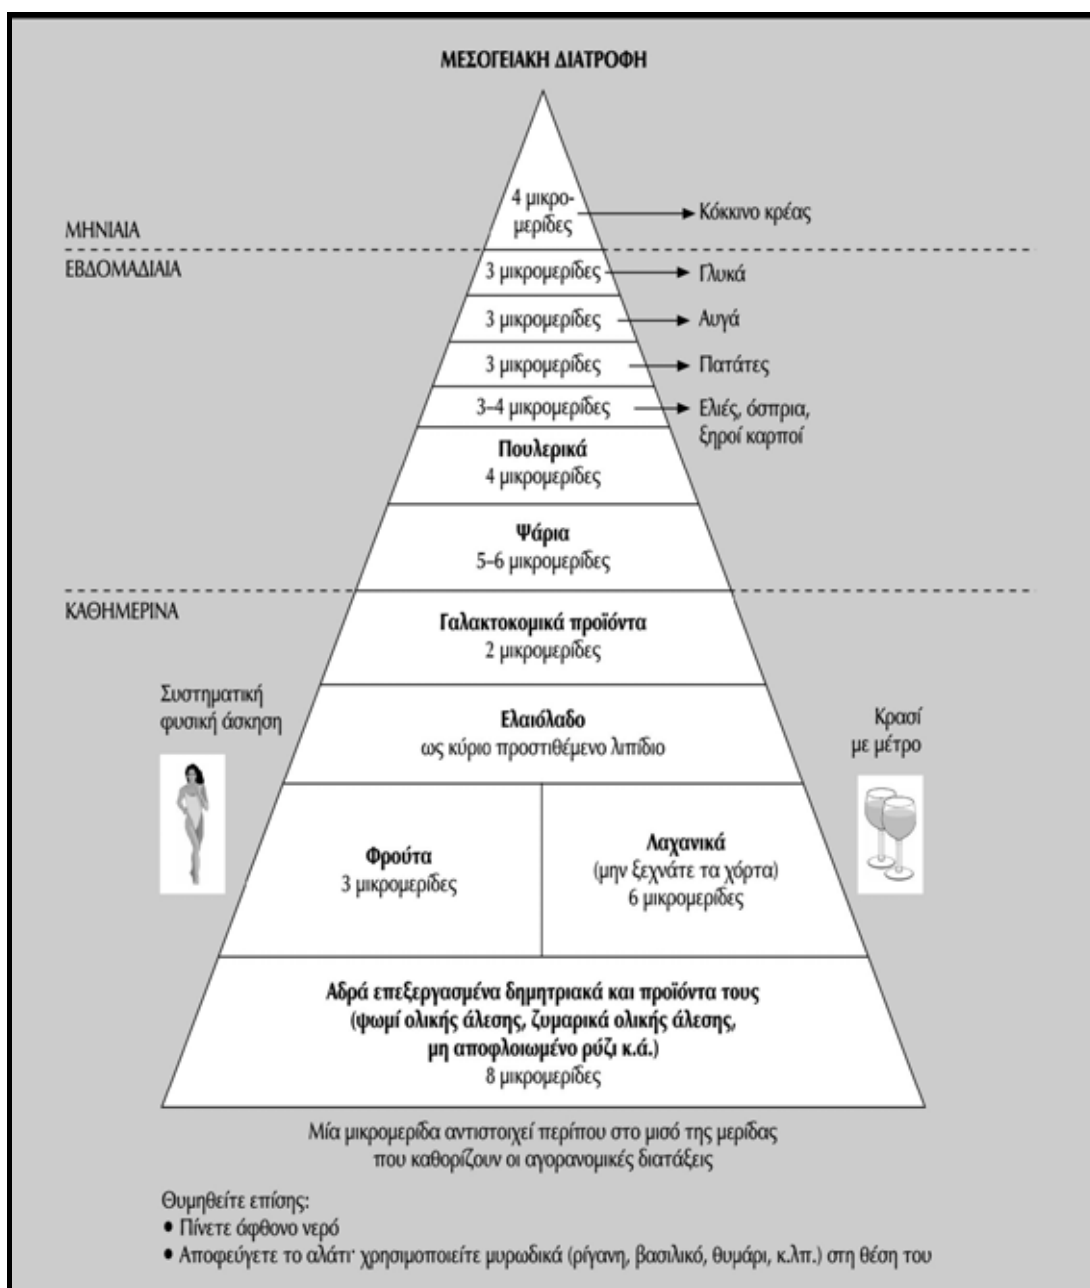 ΜΕΣΟΓΕΙΑΚΗ ΔΙΑΤΡΟΦΗ
4 μικρο-
μερίδες
Κόκκινο κρέας
ΜΗΝΙΑΙΑ
ΕΒΔΟΜΑΔΙΑΙΑ
3 μικρομερίδες
Γλυκά
3 μικρομερίδες
Αυγά
3 μικρομερίδες
Πατάτες
3–4 μικρομερίδες
Ελιές, όσπρια,
ξηροί καρποί
Πουλερικά
4 μικρομερίδες
Ψάρια
5–6 μικρομερίδες
ΚΑΘΗΜΕΡΙΝΑ
Γαλακτοκομικά προϊόντα
2 μικρομερίδες
Συστηματική
φυσική άσκηση
Ελαιόλαδο
ως κύριο προστιθέμενο λιπίδιο
Κρασί
με μέτρο
Φρούτα
3 μικρομερίδες
Λαχανικά
(μην ξεχνάτε τα χόρτα)
6 μικρομερίδες
Αδρά επεξεργασμένα δημητριακά και προϊόντα τους
(ψωμί ολικής άλεσης, ζυμαρικά ολικής άλεσης,
μη αποφλοιωμένο ρύζι κ.ά.)
8 μικρομερίδες
Μία μικρομερίδα αντιστοιχεί περίπου στο μισό της μερίδας
που καθορίζουν οι αγορανομικές διατάξεις
Θυμηθείτε επίσης:
• Πίνετε άφθονο νερό
• Αποφεύγετε το αλάτι· χρησιμοποιείτε μυρωδικά (ρίγανη, βασιλικό, θυμάρι, κ.λπ.) στη θέση του